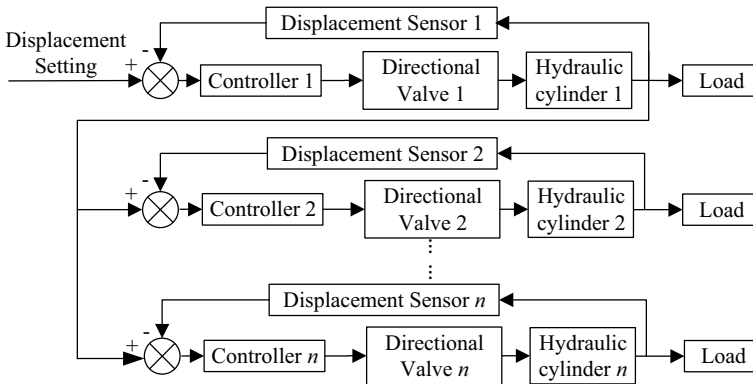 Displacement Sensor 1
Displacement
Setting
-
+
Controller 1
Directional
Valve 1
Hydraulic
cylinder 1
Load
Displacement Sensor 2
-
+
Controller 2
Directional
Valve 2
Hydraulic
cylinder 2
Load
Displacement Sensor n
-
+
Controller n
Directional
Valve n
Hydraulic
cylinder n
Load